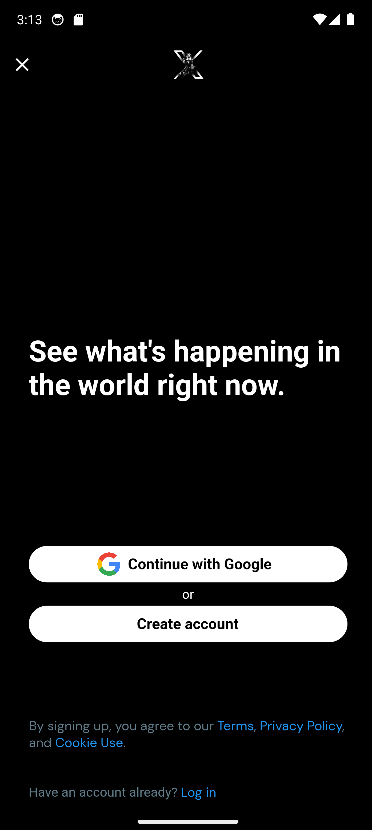 3:13
See what's happening in
the world right now.
Continue with Google
or
Create account
By signing up, you agree to our Terms, Privacy Policy,
and Cookie Use.
Have an account already? Log in